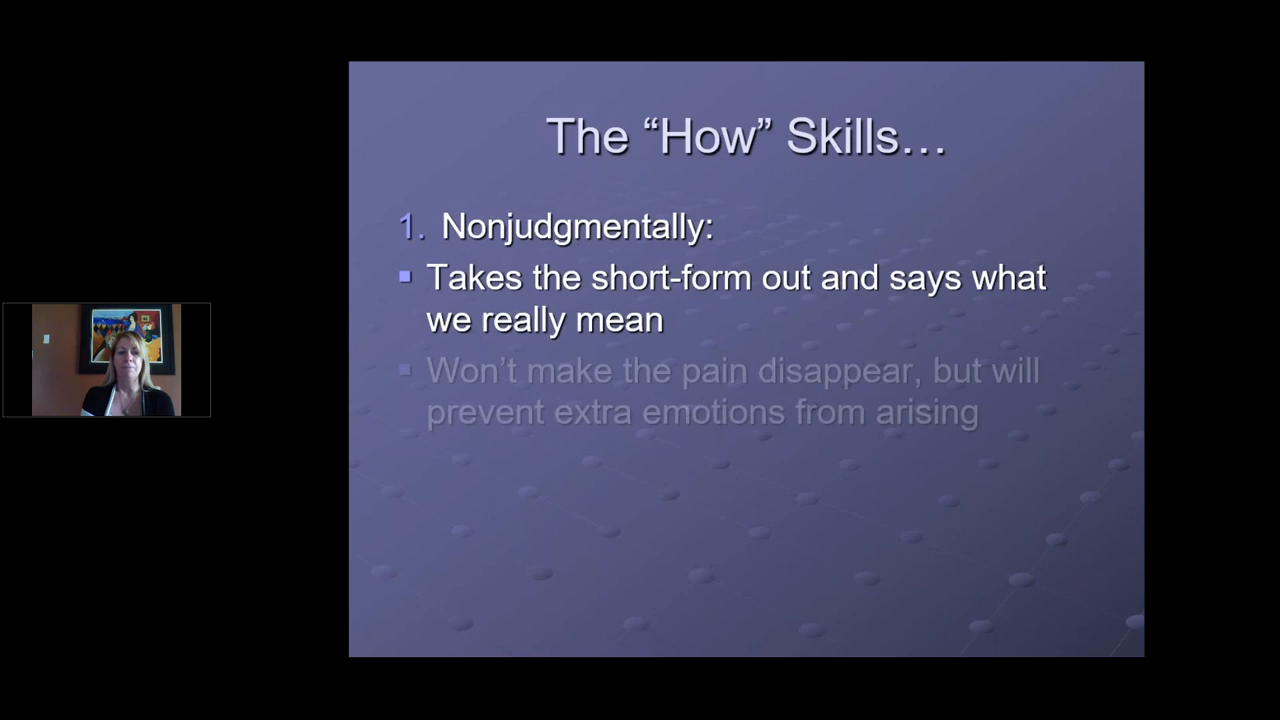 The “How” Skills…
1. Nonjudgmentally:
Takes the short-form out and says what
we really mean
Won’t make the pain disappear, but will
prevent extra emotions from arising